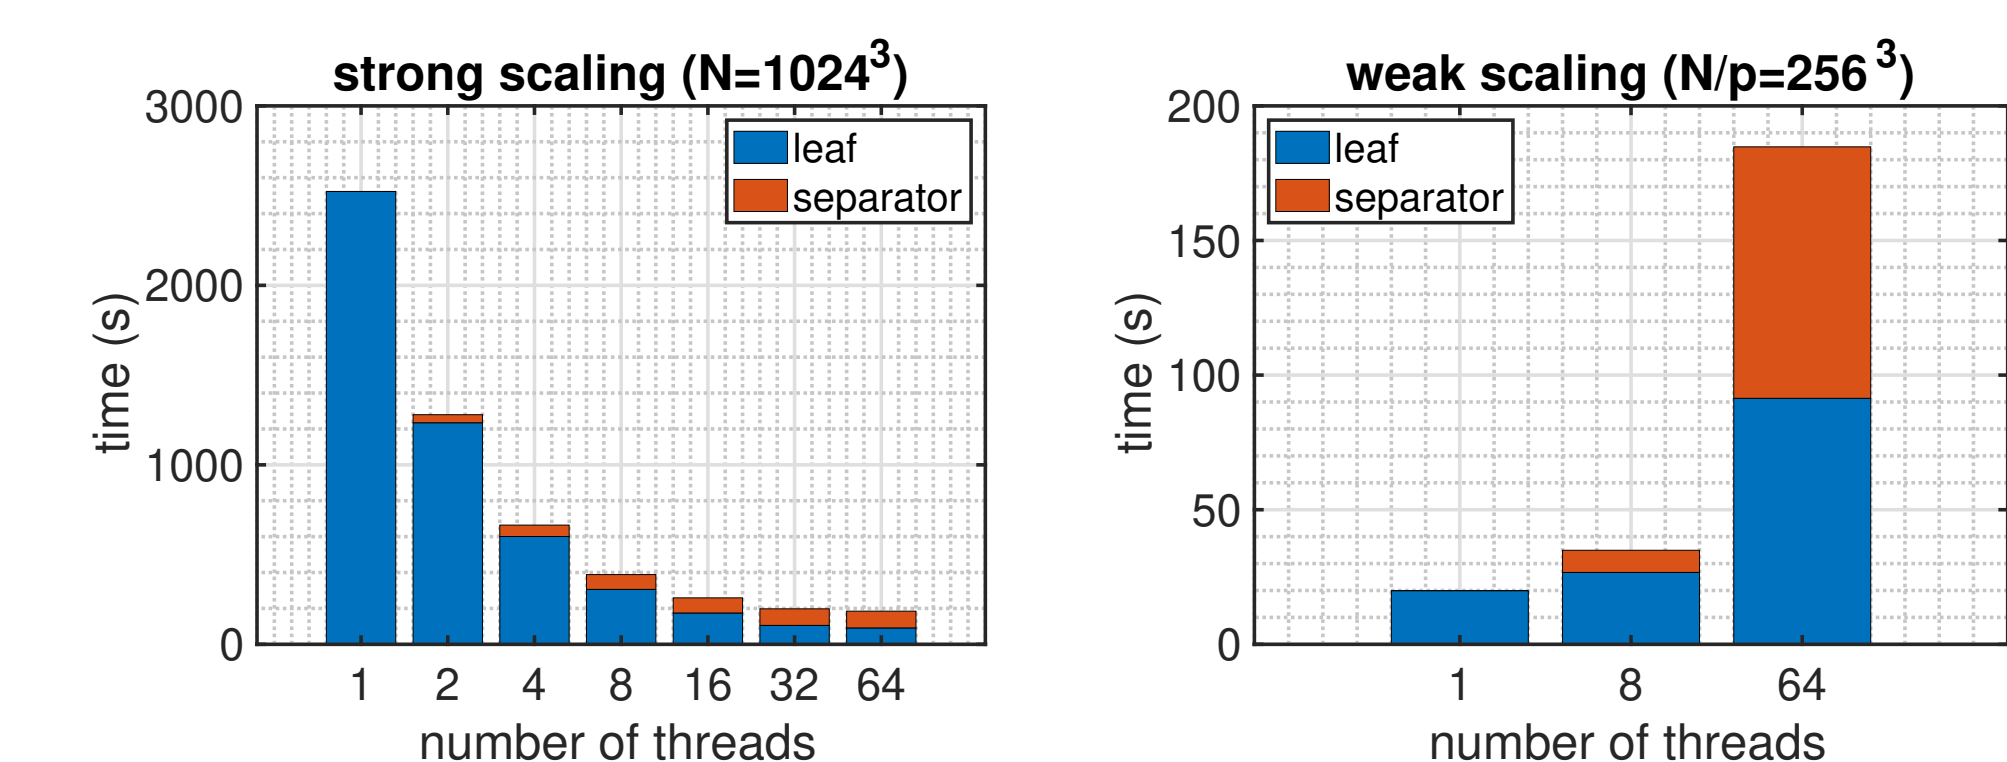 strong scaling (N=1024³)
3000
2000
1000
0
time (s)
leaf
separator
1 2 4 8 16 32 64
number of threads
weak scaling (N/p=256³)
200
150
100
50
0
time (s)
leaf
separator
1 8 64
number of threads